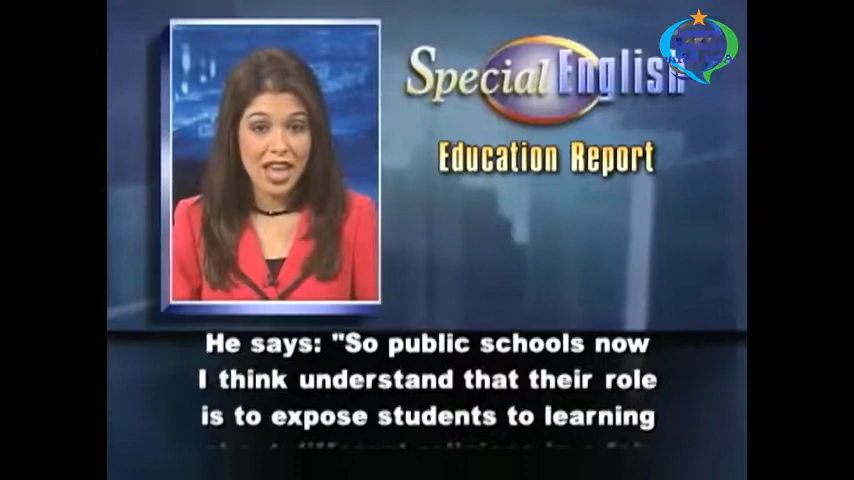 Special English
Education Report
He says: "So public schools now
I think understand that their role
is to expose students to learning